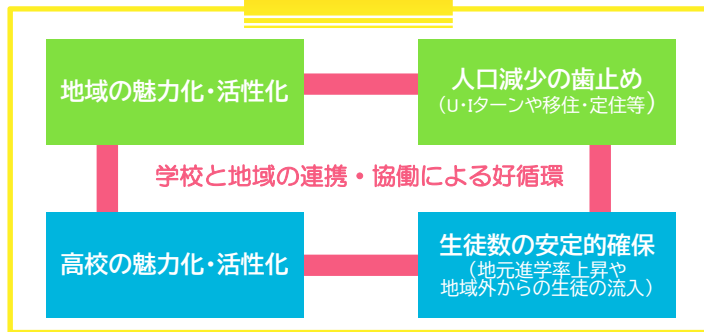 地域の魅力化・活性化
人口減少の歯止め
（U・Iターンや移住・定住等）
学校と地域の連携・協働による好循環
高校の魅力化・活性化
生徒数の安定的確保
（地元進学率上昇や
地域外からの生徒の流入）